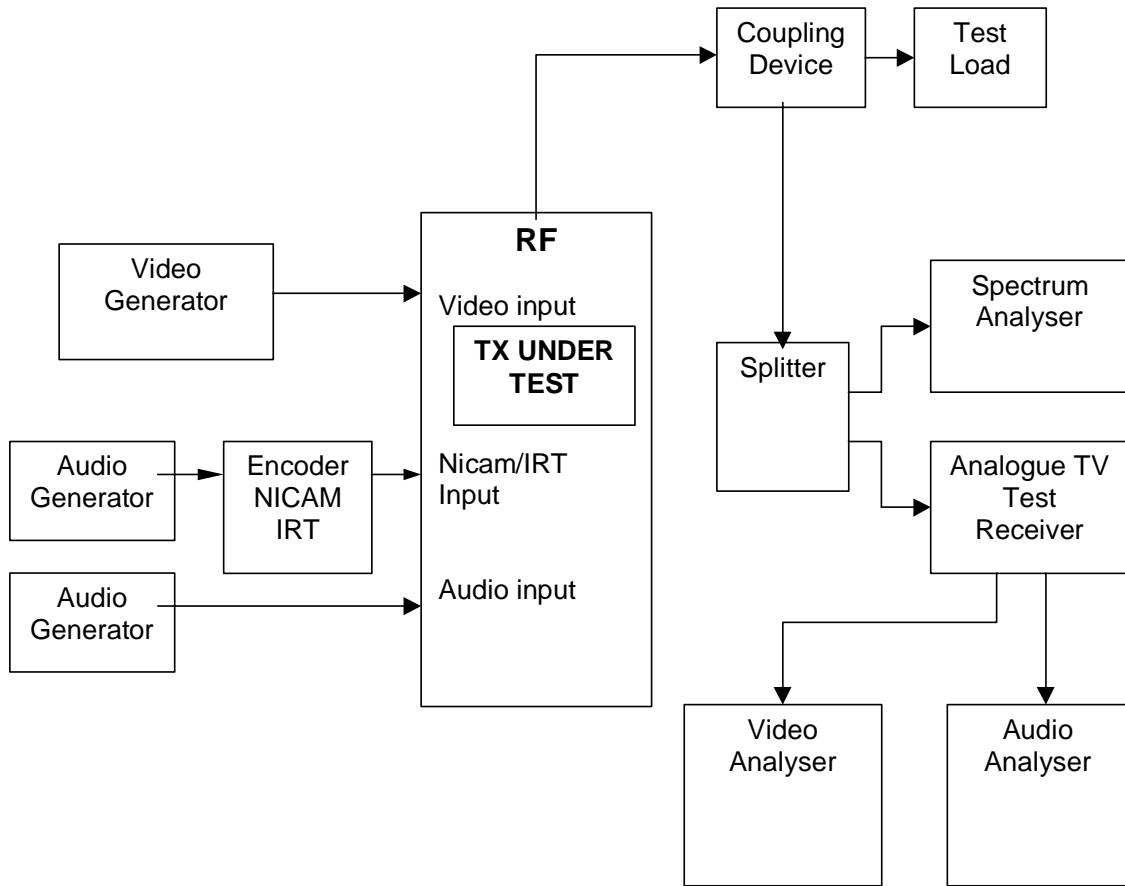 Coupling
Device
Test
Load
RF
Video
Generator
Video input
TX UNDER
TEST
Spectrum
Analyser
Splitter
Audio
Generator
Encoder
NICAM
IRT
Nicam/IRT
Input
Analogue TV
Test
Receiver
Audio
Generator
Audio input
Video
Analyser
Audio
Analyser